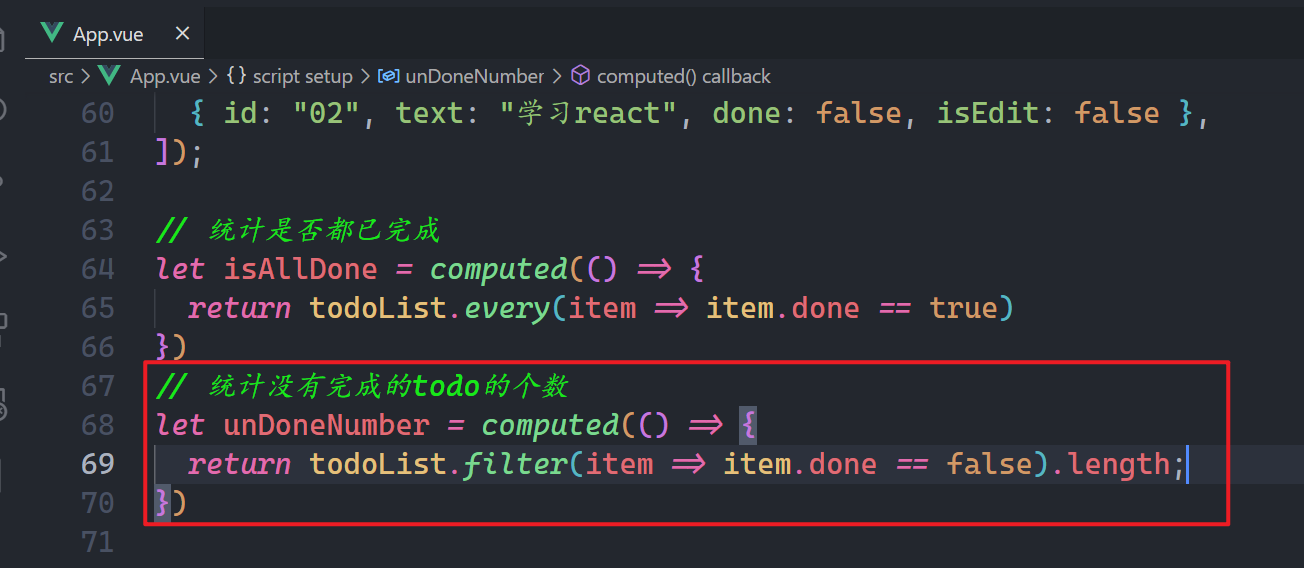 App.vue ×
src > App.vue > {} script setup > unDoneNumber > computed() callback
60 { id: "02", text: "学习react", done: false, isEdit: false },
61 ]);
62
63 // 统计是否都已完成
64 let isAllDone = computed(() => {
65 return todoList.every(item => item.done == true)
66 })
67 // 统计没有完成的todo的个数
68 let unDoneNumber = computed(() => {
69 return todoList.filter(item => item.done == false).length;
70 })
71